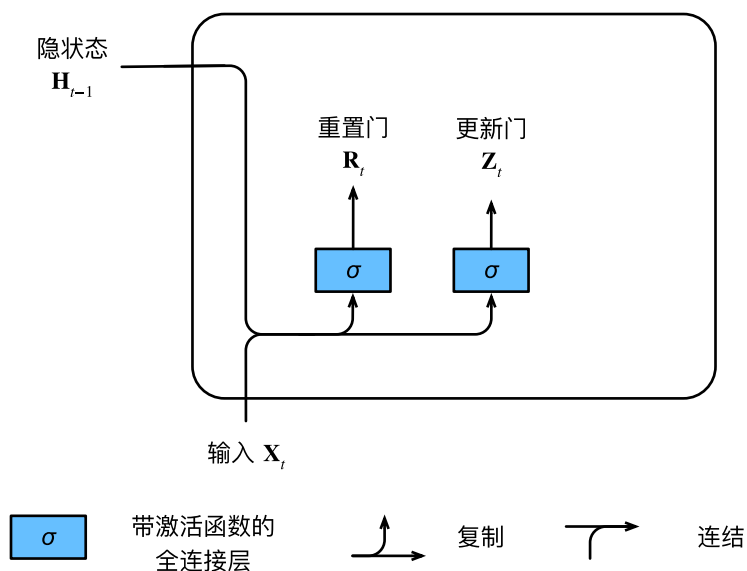 隐状态
H_{t−1}
重置门
R_t
更新门
Z_t
σ
σ
输入 X_t
σ
带激活函数的
全连接层
复制
连结